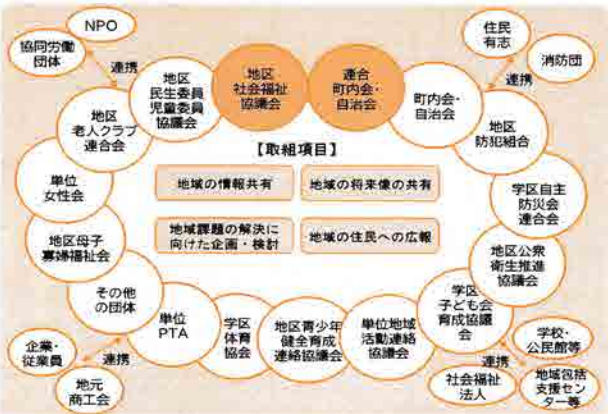 NPO
協同労働
団体
連携
地区
民生委員
児童委員
協議会
地区
社会福祉
協議会
連合
町内会・
自治会
町内会・
自治会
住民
有志
消防団
連携
地区
老人クラブ
連合会
地区
防犯組合
【取組項目】
単位
女性会
地域の情報共有
地域の将来像の共有
学区自主
防災会
連合会
地区母子
寡婦福祉会
地域課題の解決に
向けた企画・検討
地域の住民への広報
地区公衆
衛生推進
協議会
その他
の団体
単位
PTA
学区
体育
協会
地区青少年
健全育成
連絡協議会
単位地域
活動連絡
協議会
学区
子ども会
育成協議
会
企業・
従業員
連携
地元
商工会
連携
学校・
公民館等
社会福祉
法人
地域包括
支援セン
ター等